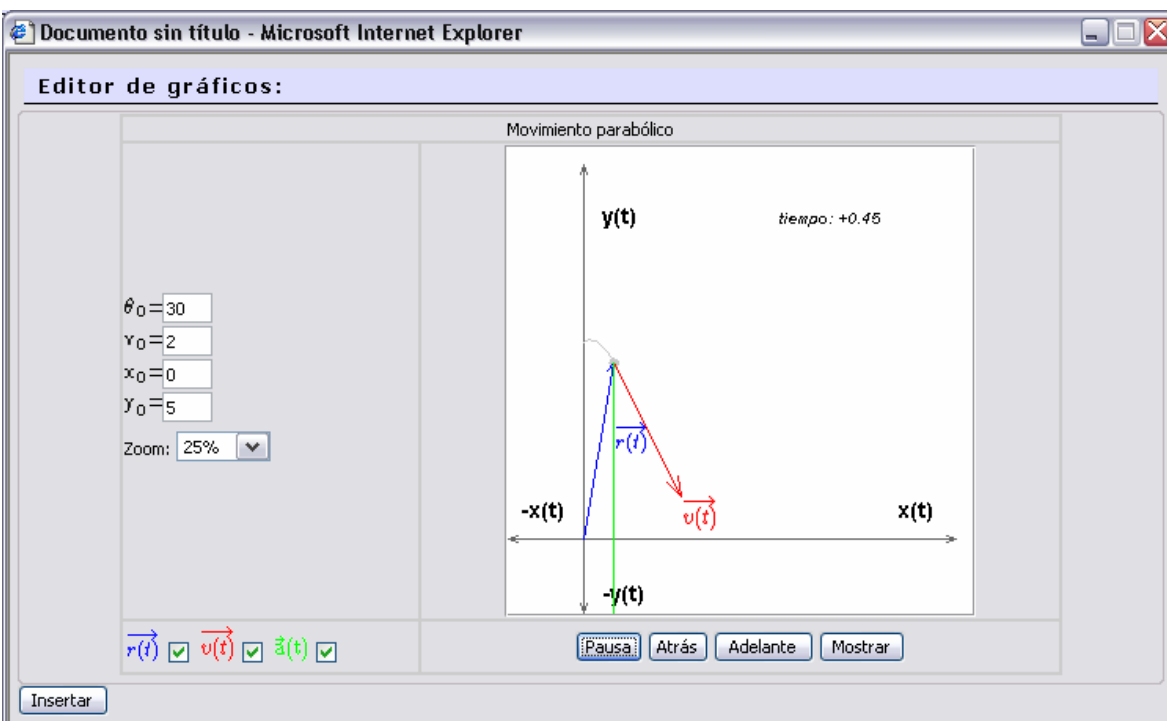 Documento sin título - Microsoft Internet Explorer
Editor de gráficos:
Movimiento parabólico
y(t)
tiempo: +0.45
θ0=30
v0=2
x0=0
y0=5
Zoom: 25%
r(t)
-x(t)
v(t)
x(t)
-y(t)
r(t) v(t) a(t)
Pausa Atrás Adelante Mostrar
Insertar